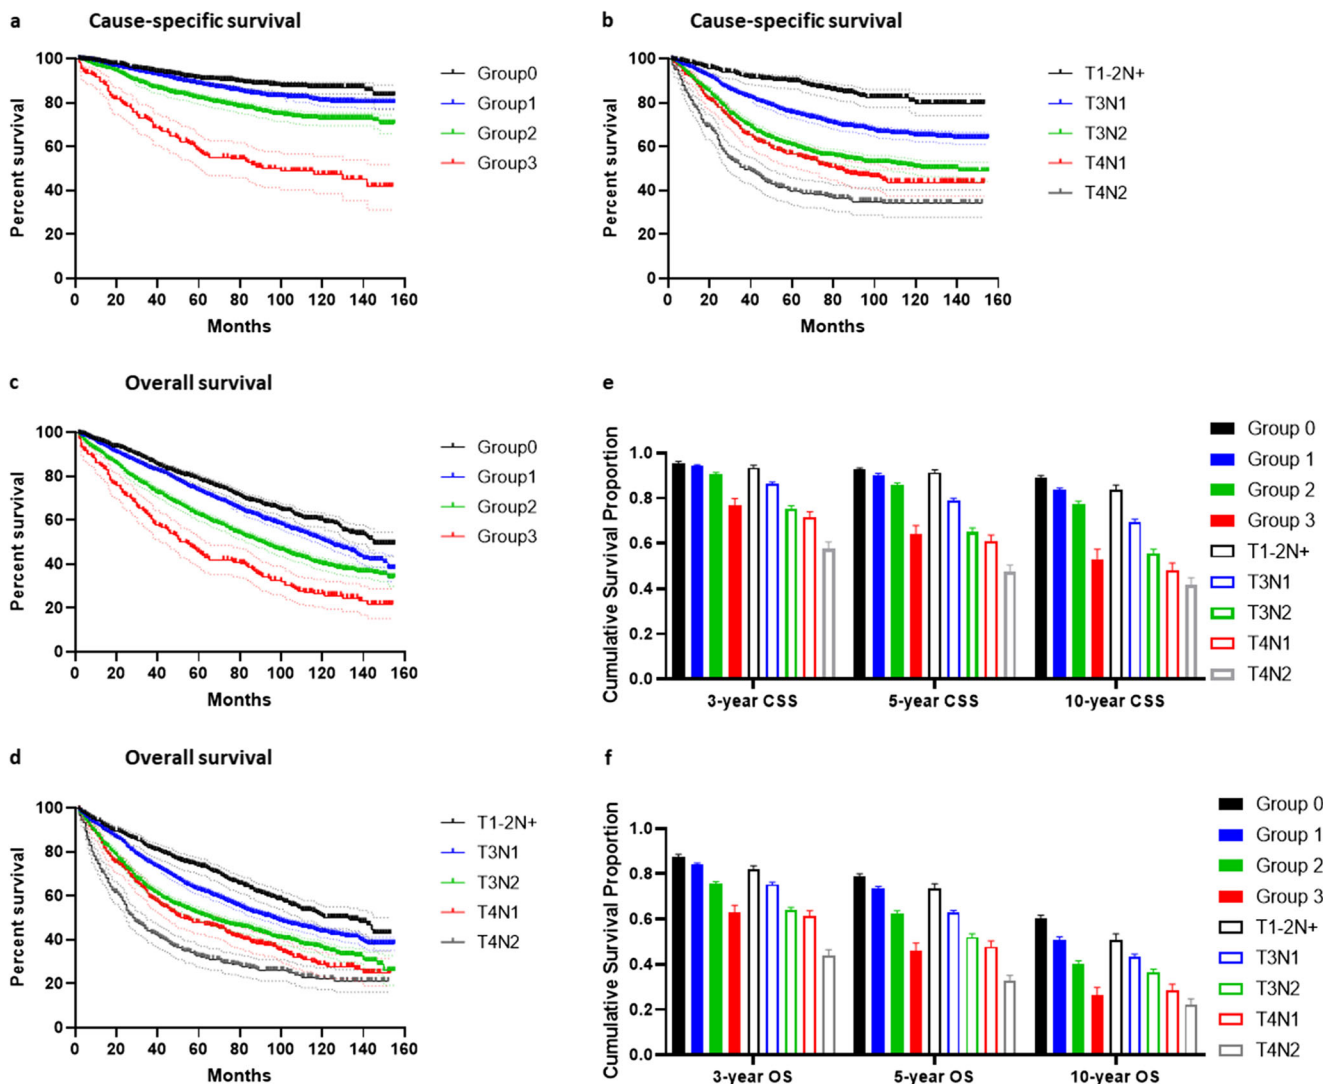 a Cause-specific survival
Percent survival
100
80
60
40
20
0
0 20 40 60 80 100 120 140 160
Months
Group0
Group1
Group2
Group3
b Cause-specific survival
Percent survival
100
80
60
40
20
0
0 20 40 60 80 100 120 140 160
Months
T1-2N+
T3N1
T3N2
T4N1
T4N2
c Overall survival
Percent survival
100
80
60
40
20
0
0 20 40 60 80 100 120 140 160
Months
Group0
Group1
Group2
Group3
e
Cumulative Survival Proportion
1.0
0.8
0.6
0.4
0.2
0.0
3-year CSS 5-year CSS 10-year CSS
Group 0
Group 1
Group 2
Group 3
T1-2N+
T3N1
T3N2
T4N1
T4N2
d Overall survival
Percent survival
100
80
60
40
20
0
0 20 40 60 80 100 120 140 160
Months
T1-2N+
T3N1
T3N2
T4N1
T4N2
f
Cumulative Survival Proportion
1.0
0.8
0.6
0.4
0.2
0.0
3-year OS 5-year OS 10-year OS
Group 0
Group 1
Group 2
Group 3
T1-2N+
T3N1
T3N2
T4N1
T4N2